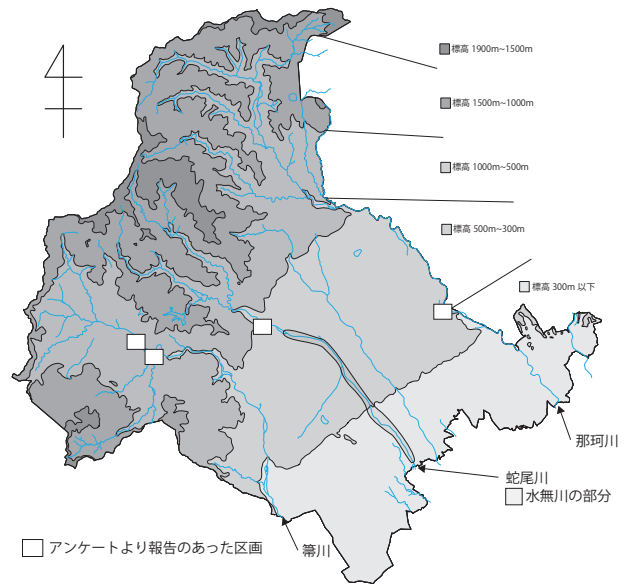 標高 1900m~1500m
標高 1500m~1000m
標高 1000m~500m
標高 500m~300m
標高 300m 以下
那珂川
蛇尾川
水無川の部分
箒川
アンケートより報告のあった区画